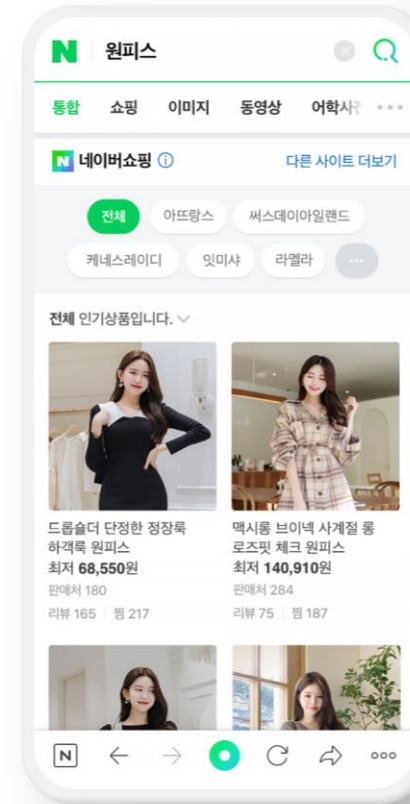 N 원피스
통합 쇼핑 이미지 동영상 어학사전
N 네이버쇼핑 다른 사이트 더보기
전체 아뜨랑스 써스데이아일랜드
케네스레이디 잇미샤 라멜라 ...
전체 인기상품입니다.
드롭숄더 단정한 정장룩
하객룩 원피스
최저 68,550원
판매처 180
리뷰 165 찜 217
맥시롱 브이넥 사계절 롱
로즈핏 체크 원피스
최저 140,910원
판매처 284
리뷰 75 찜 187
N